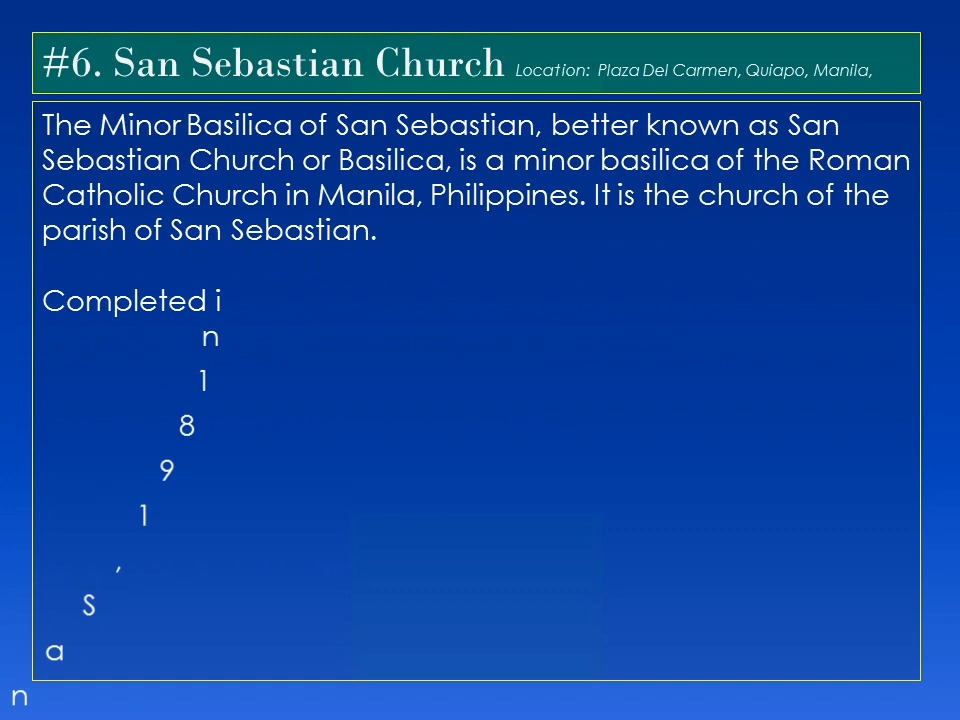 #6. San Sebastian Church Location: Plaza Del Carmen, Quiapo, Manila,
The Minor Basilica of San Sebastian, better known as San
Sebastian Church or Basilica, is a minor basilica of the Roman
Catholic Church in Manila, Philippines. It is the church of the
parish of San Sebastian.
Completed i
n
1
8
9
1
,
S
a
n